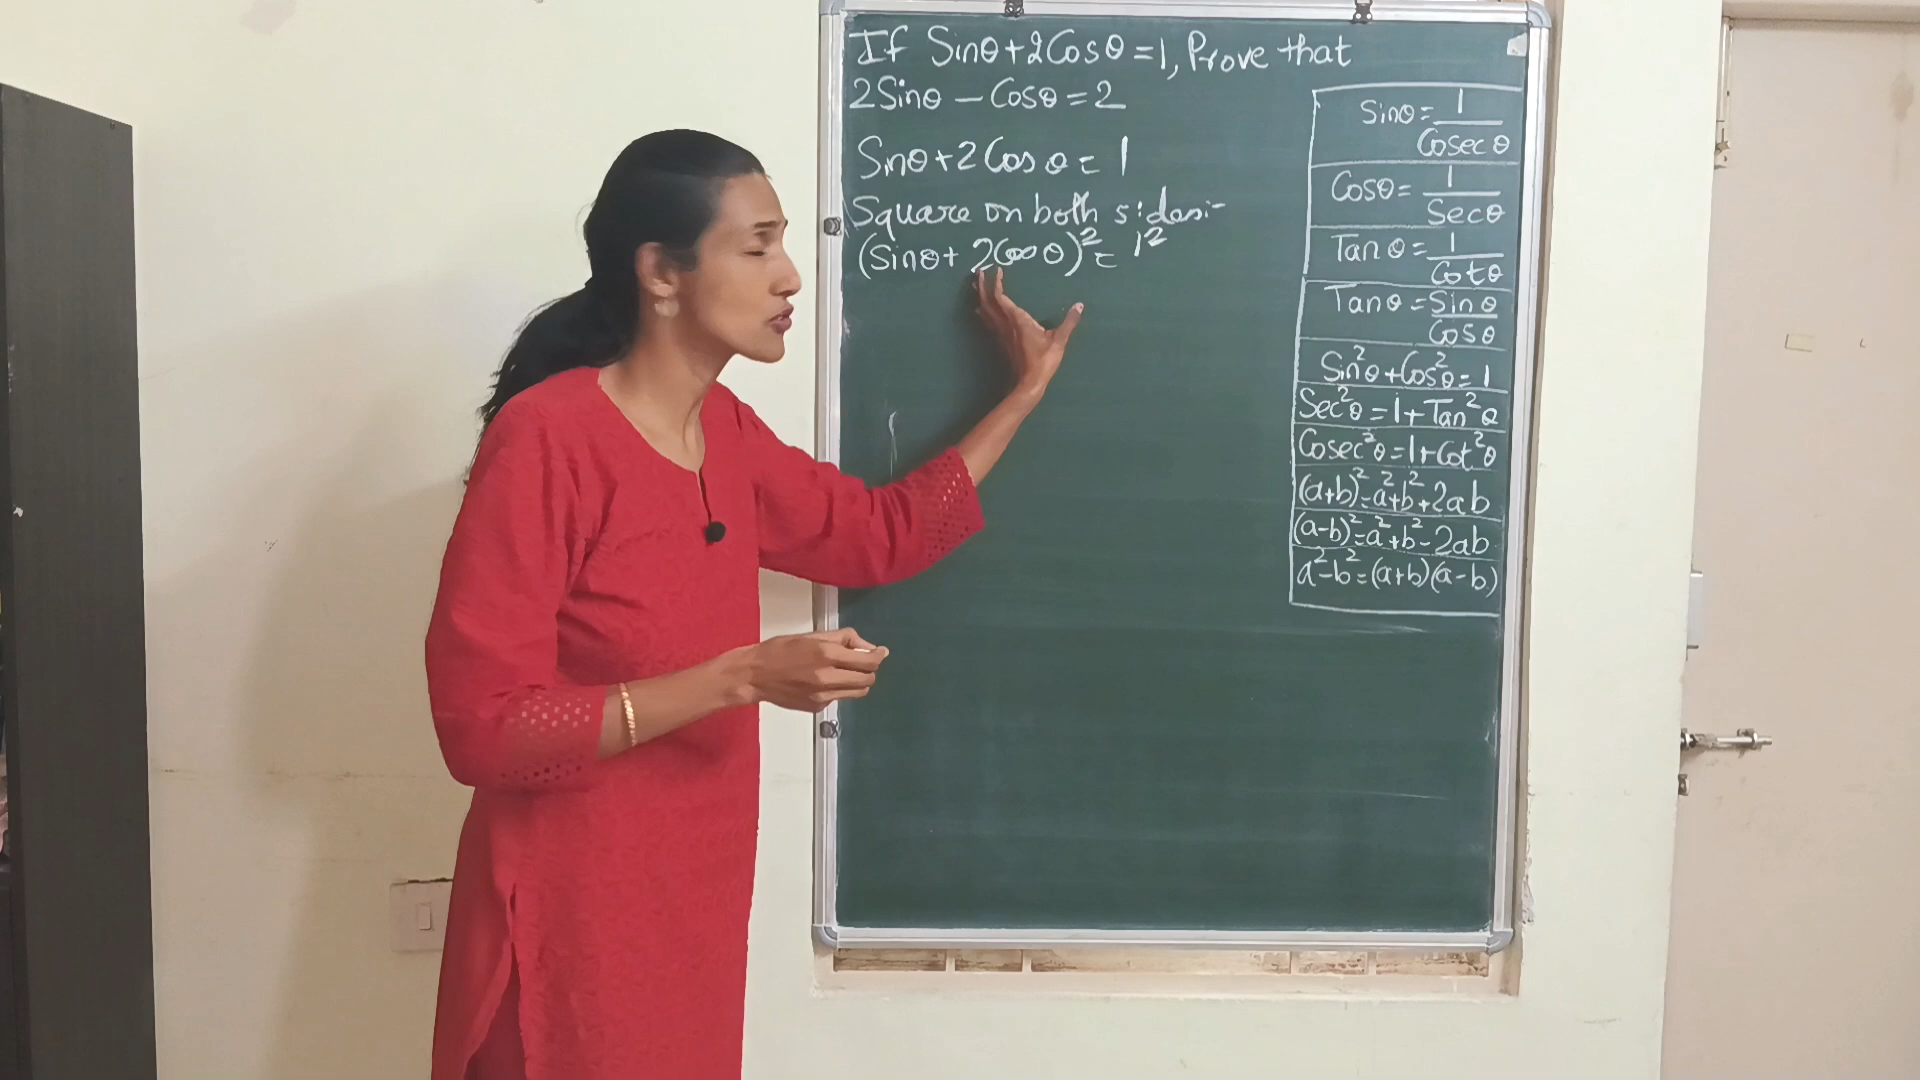 If Sinθ+2Cosθ=1, Prove that
2Sinθ − Cosθ = 2
Sinθ+2Cosθ = 1
Square on both sides:-
(Sinθ+ 2Cosθ)² = 1²
Sinθ = 1/Cosecθ
Cosθ = 1/Secθ
Tanθ = 1/Cotθ
Tanθ = Sinθ/Cosθ
Sin²θ+Cos²θ=1
Sec²θ=1+Tan²θ
Cosec²θ=1+Cot²θ
(a+b)²=a²+b²+2ab
(a-b)²=a²+b²-2ab
a²-b²=(a+b)(a-b)